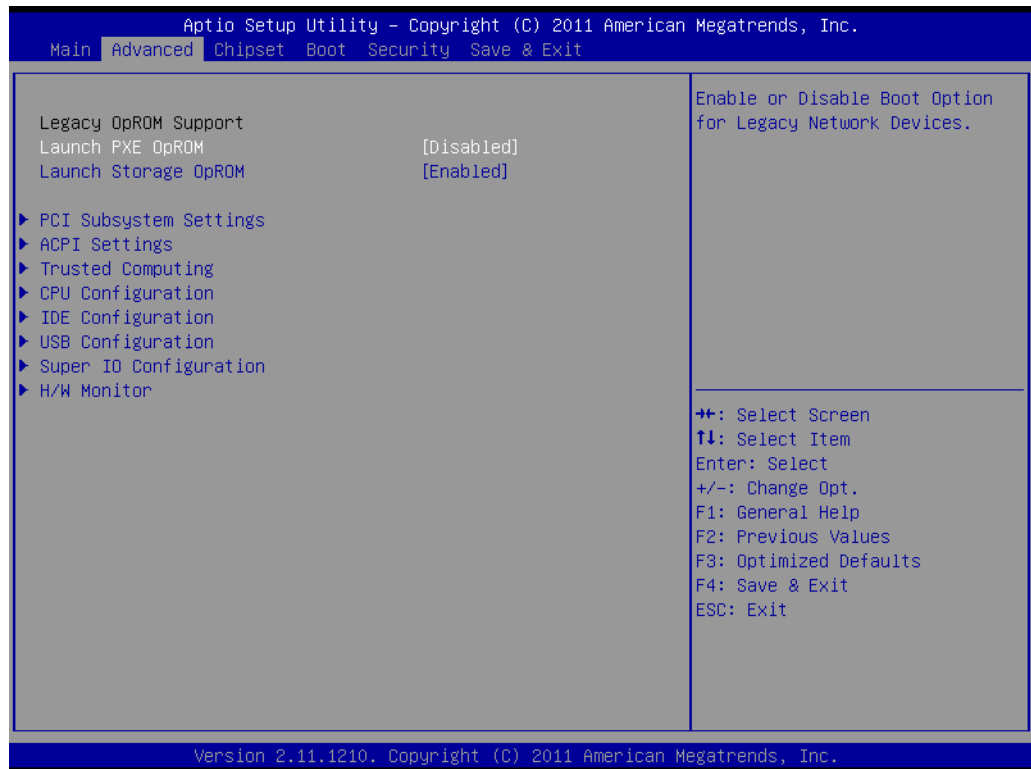 Aptio Setup Utility – Copyright (C) 2011 American Megatrends, Inc.
Main Advanced Chipset Boot Security Save & Exit
Legacy OpROM Support
Launch PXE OpROM [Disabled]
Launch Storage OpROM [Enabled]
PCI Subsystem Settings
ACPI Settings
Trusted Computing
CPU Configuration
IDE Configuration
USB Configuration
Super IO Configuration
H/W Monitor
Enable or Disable Boot Option
for Legacy Network Devices.
→←: Select Screen
↑↓: Select Item
Enter: Select
+/-: Change Opt.
F1: General Help
F2: Previous Values
F3: Optimized Defaults
F4: Save & Exit
ESC: Exit
Version 2.11.1210. Copyright (C) 2011 American Megatrends, Inc.